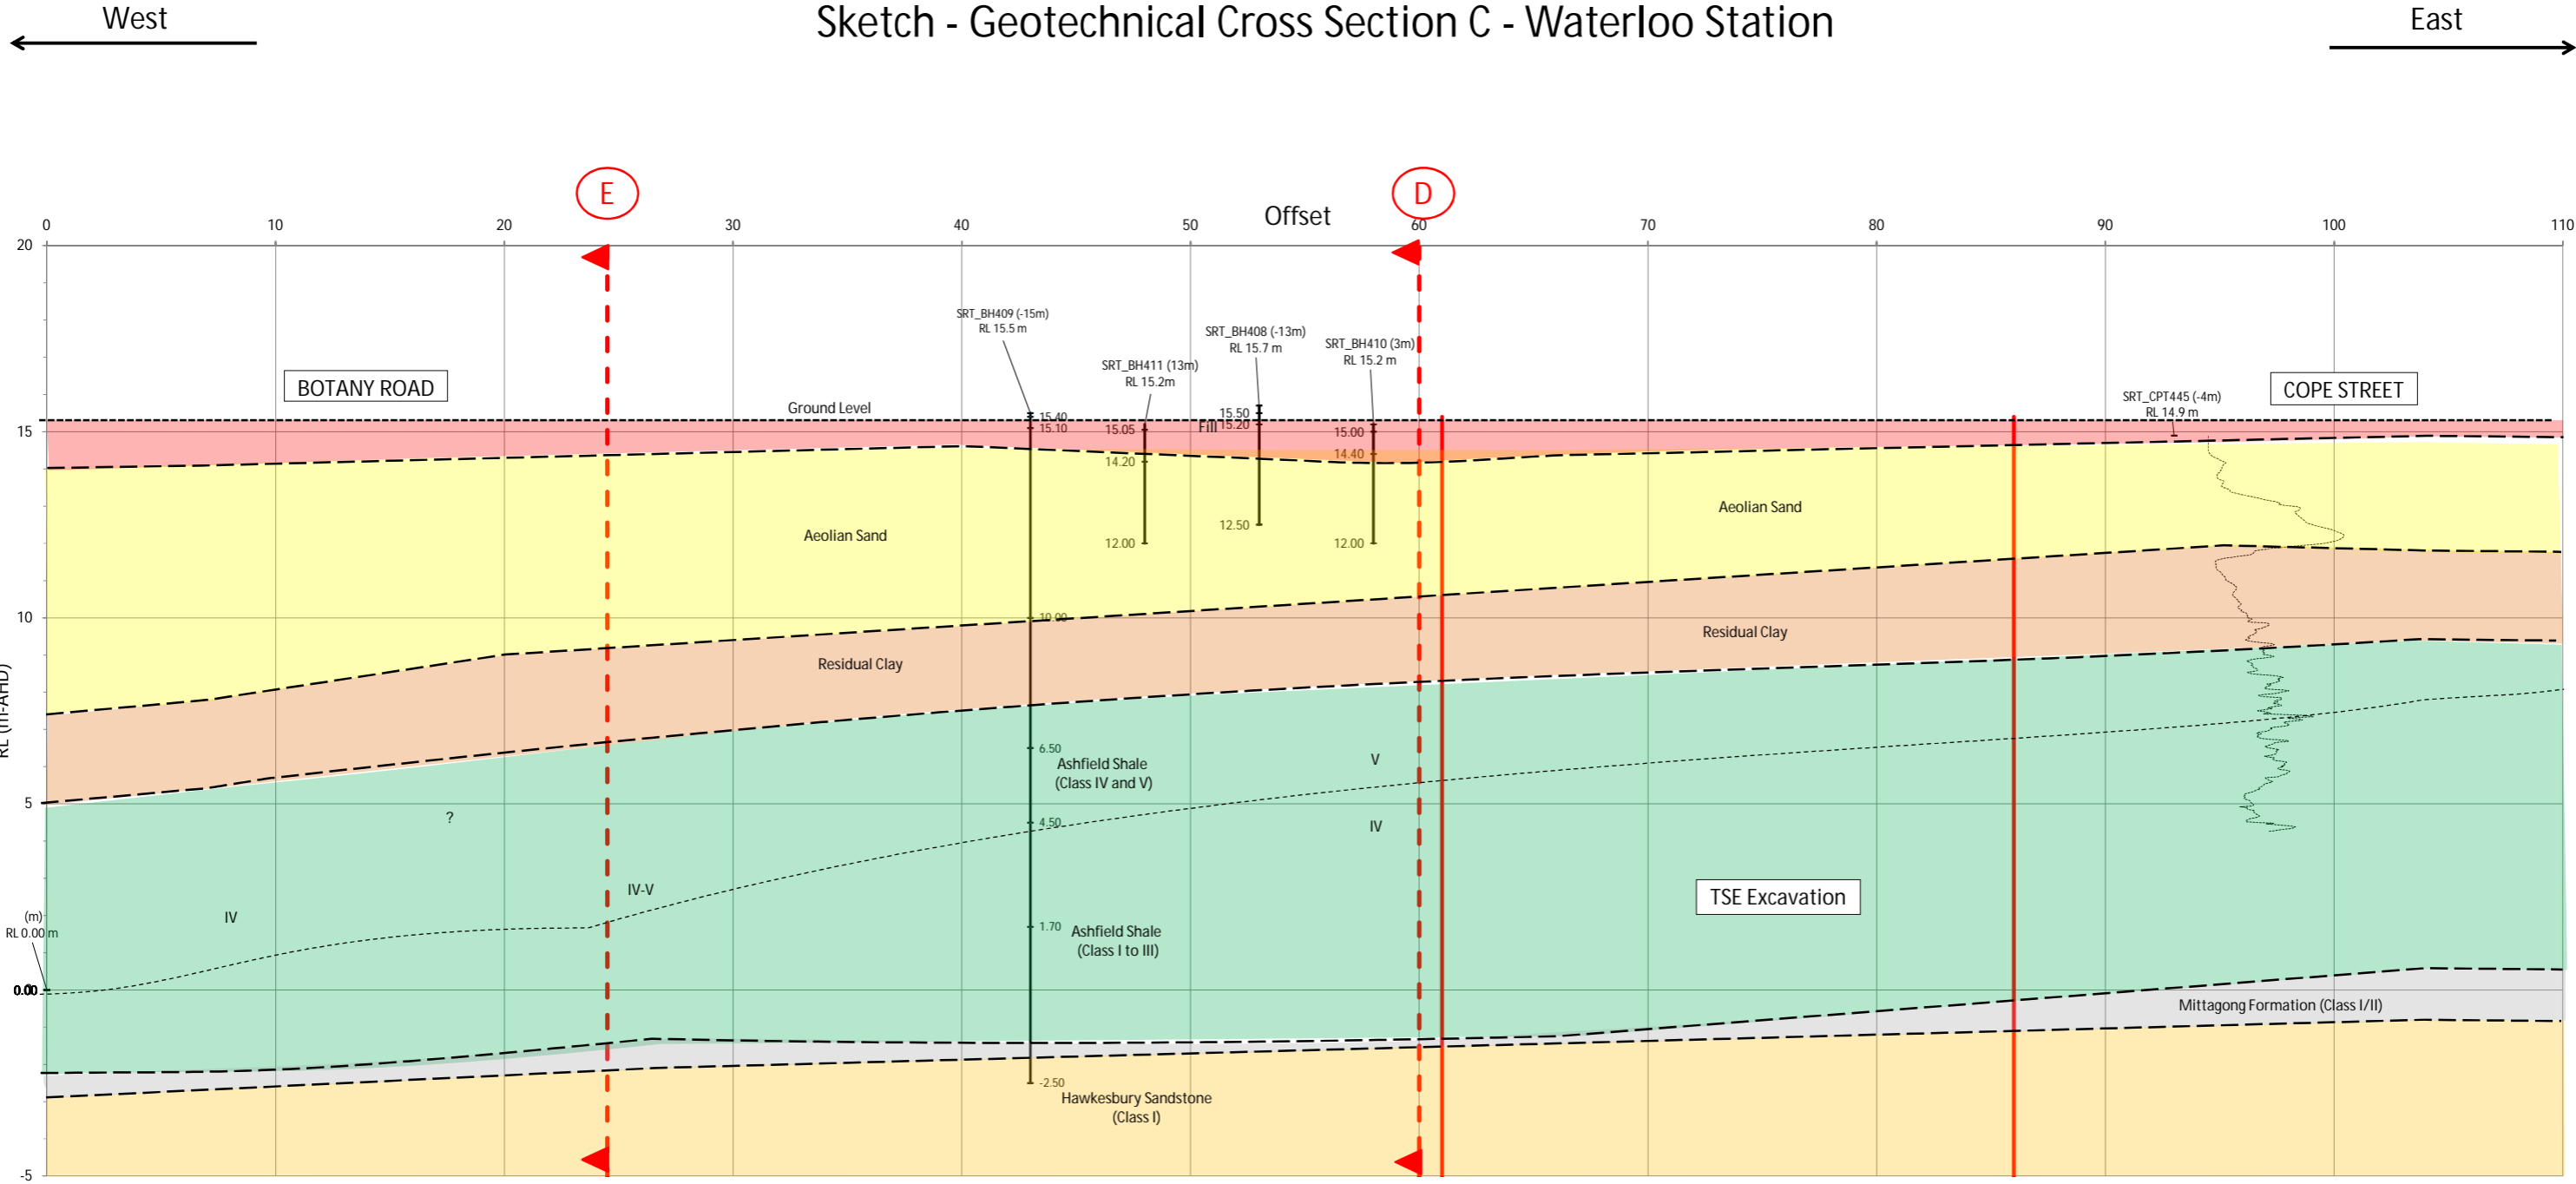 West
Sketch - Geotechnical Cross Section C - Waterloo Station
East
E
D
Offset
0 10 20 30 40 50 60 70 80 90 100 110
20
SRT_BH409 (-15m)
RL 15.5 m
SRT_BH408 (-13m)
RL 15.7 m
SRT_BH410 (3m)
RL 15.2 m
SRT_BH411 (13m)
RL 15.2m
BOTANY ROAD
COPE STREET
SRT_CPT445 (-4m)
RL 14.9 m
Ground Level
15.40
15.10
15.05
14.20
12.00
Fill
15.50
15.20
12.50
15.00
14.40
12.00
15
Aeolian Sand
Aeolian Sand
10
10.00
Residual Clay
Residual Clay
RL (m-AHD)
6.50
Ashfield Shale
(Class IV and V)
V
5
?
4.50
IV
IV-V
IV
TSE Excavation
(m)
RL 0.00 m
1.70
Ashfield Shale
(Class I to III)
0.00
Mittagong Formation (Class I/II)
-2.50
Hawkesbury Sandstone
(Class I)
-5